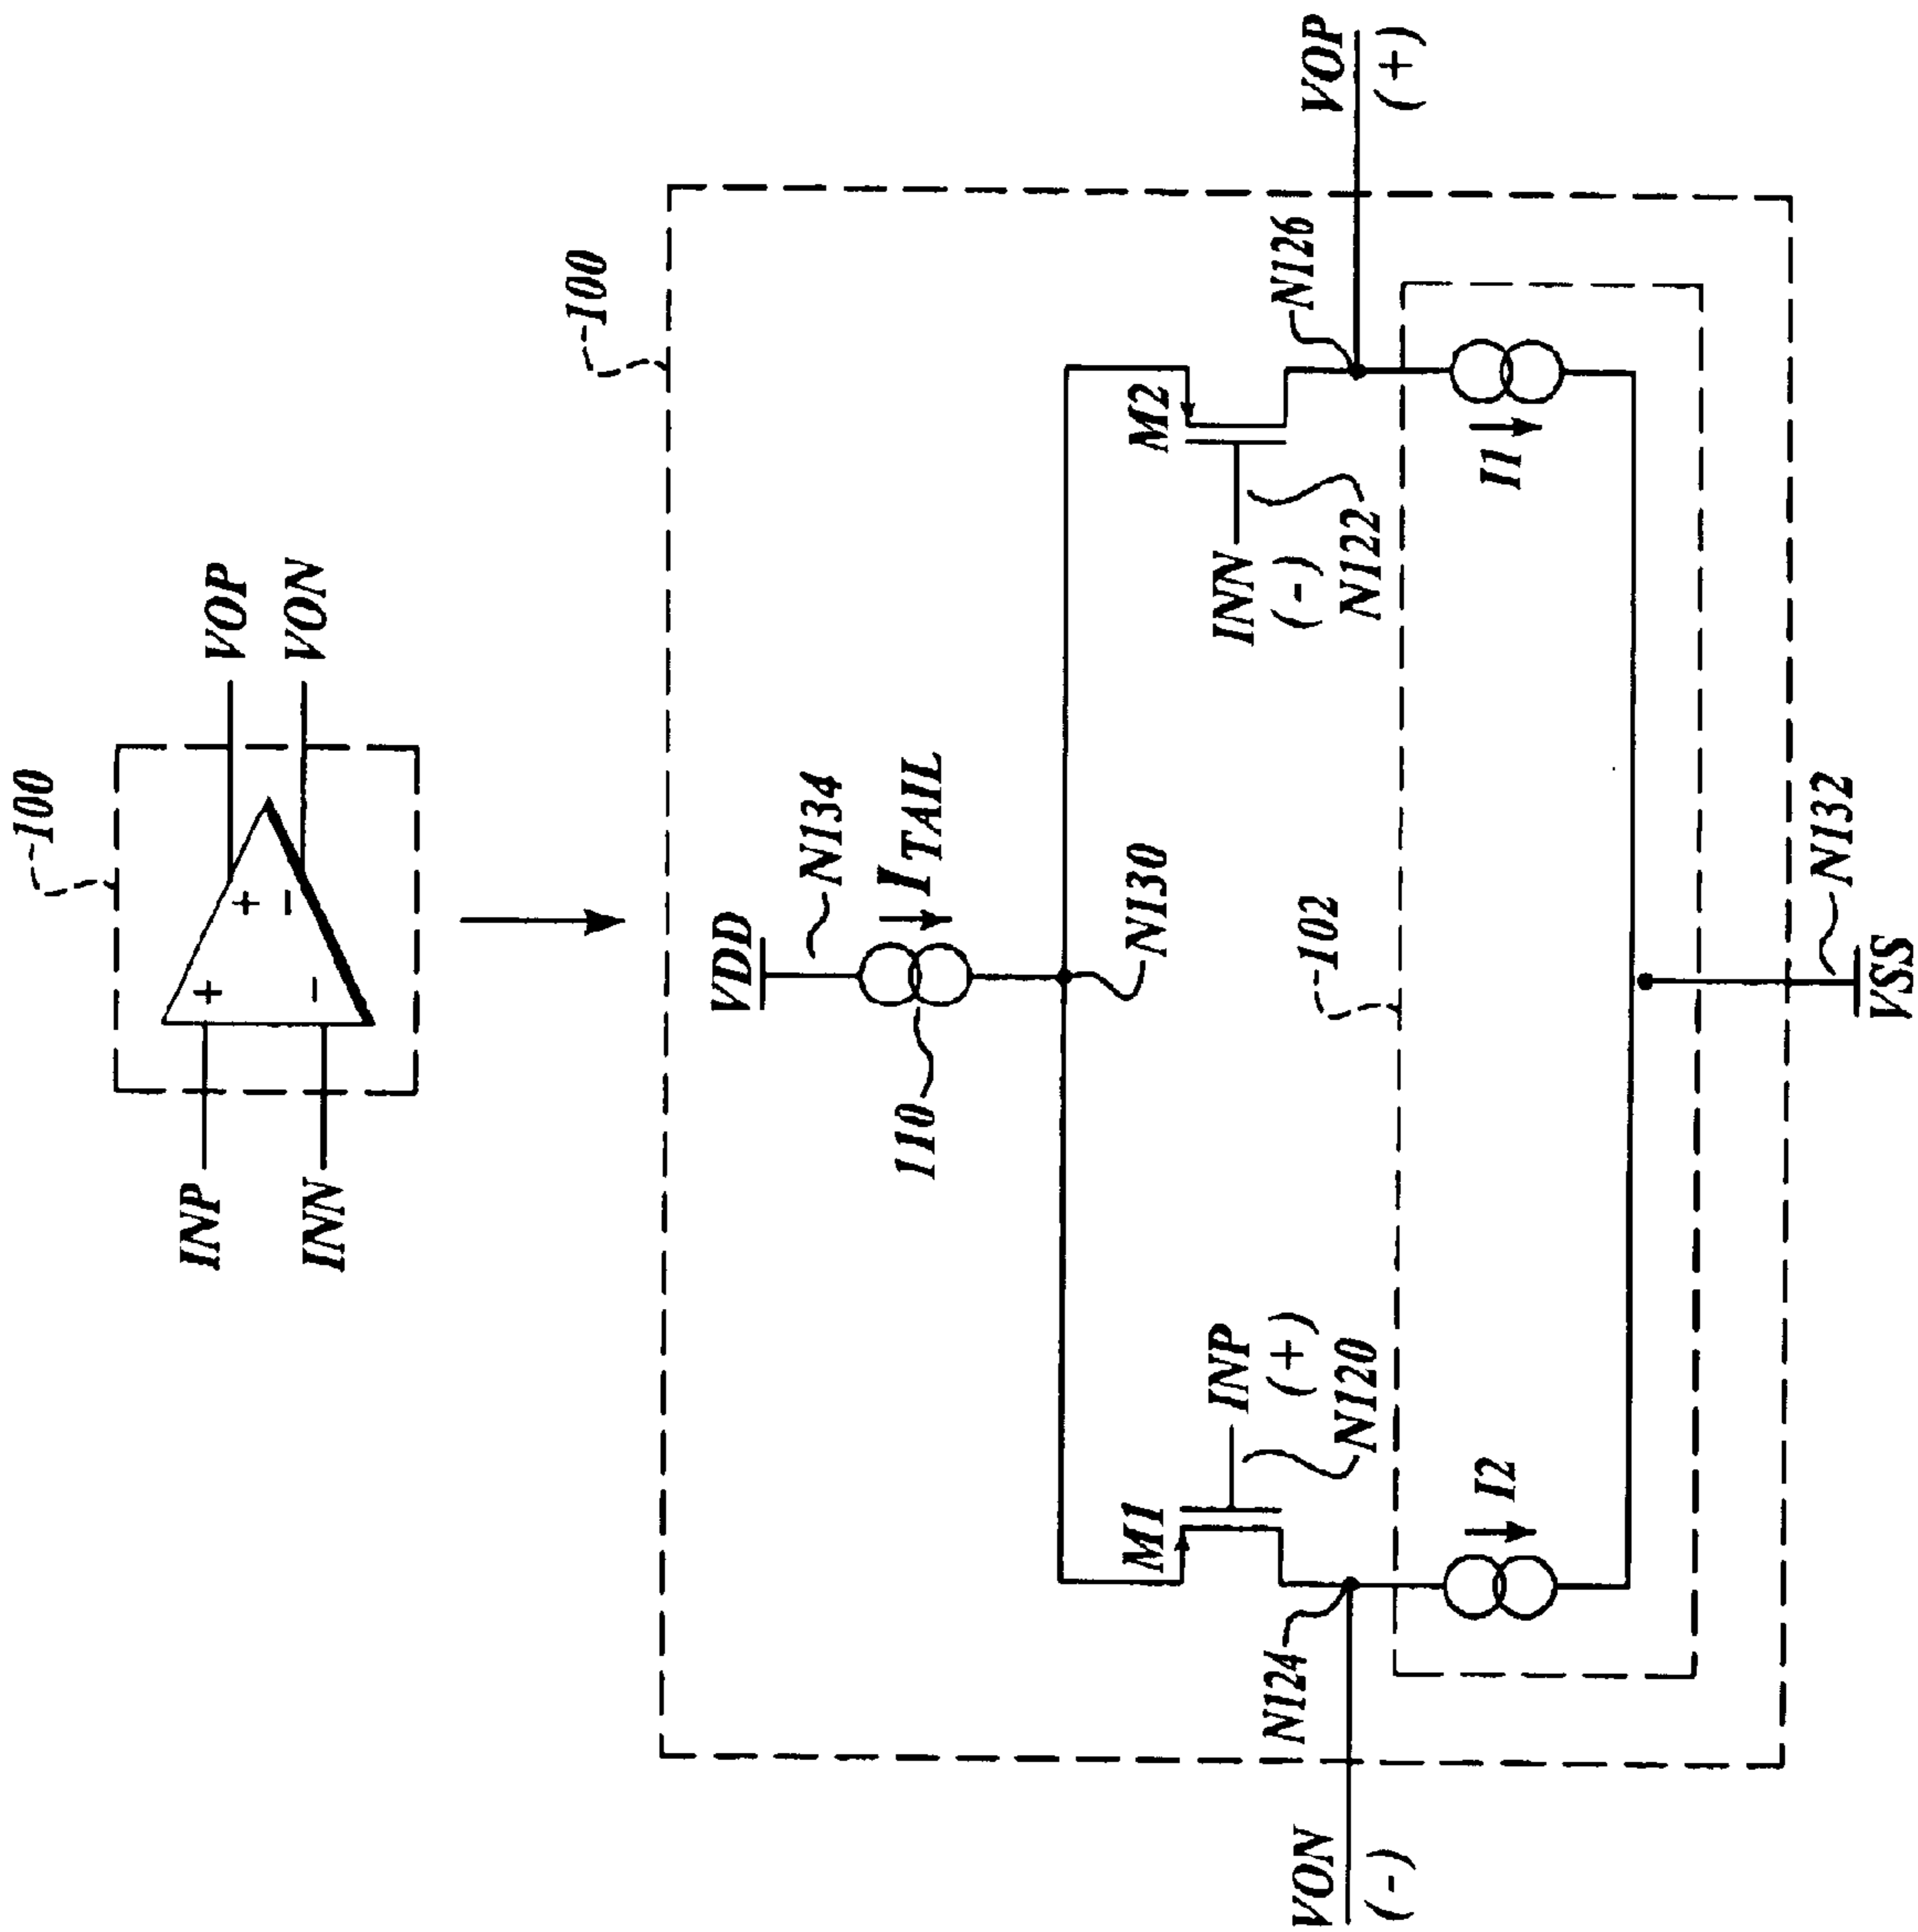 100
INP
INN
VOP
VON
+
-
+
-
100
VDD
N134
I TAIL
110
N130
M1
INP
(+)
N120
M2
INN
(-)
N122
N124
N126
VON
(-)
VOP
(+)
102
I2
I1
N132
VSS